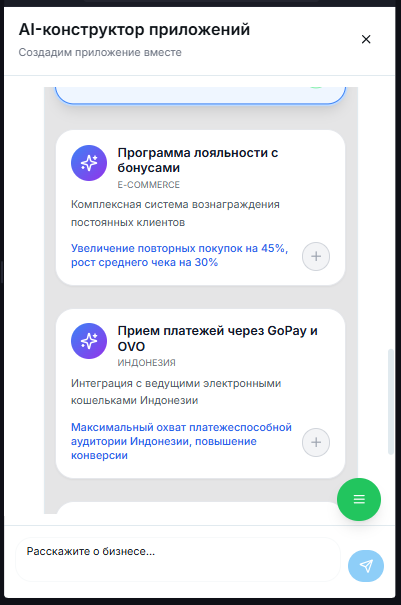 AI-конструктор приложений
Создадим приложение вместе
Программа лояльности с
бонусами
E-COMMERCE
Комплексная система вознаграждения
постоянных клиентов
Увеличение повторных покупок на 45%,
рост среднего чека на 30%
Прием платежей через GoPay и
OVO
ИНДОНЕЗИЯ
Интеграция с ведущими электронными
кошельками Индонезии
Максимальный охват платежеспособной
аудитории Индонезии, повышение
конверсии
Расскажите о бизнесе...